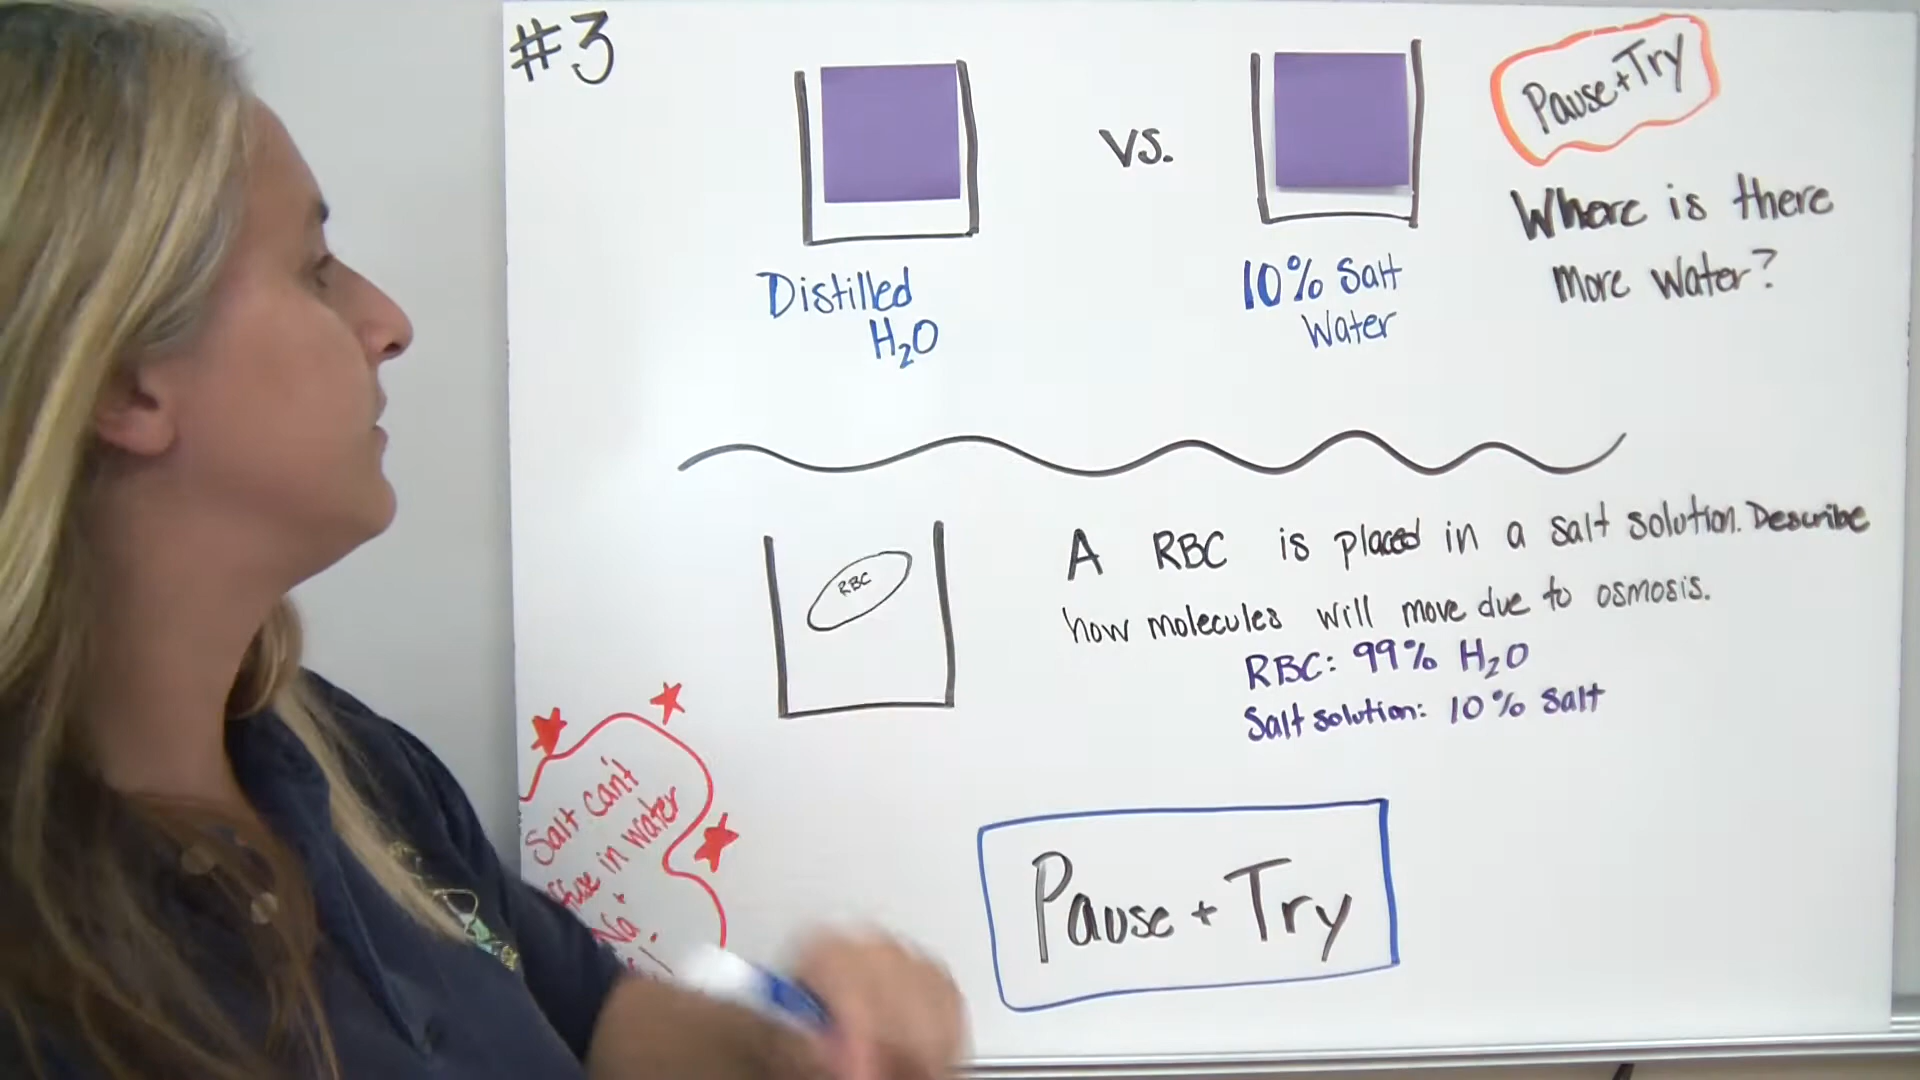 #3
Distilled
H₂O
vs.
10% Salt
Water
Pause + Try
Where is there
more water?
RBC
A RBC is placed in a salt solution. Describe
how molecules will move due to osmosis.
RBC: 99% H₂O
Salt solution: 10% salt
Salt can't
in water
Na⁺
Pause + Try